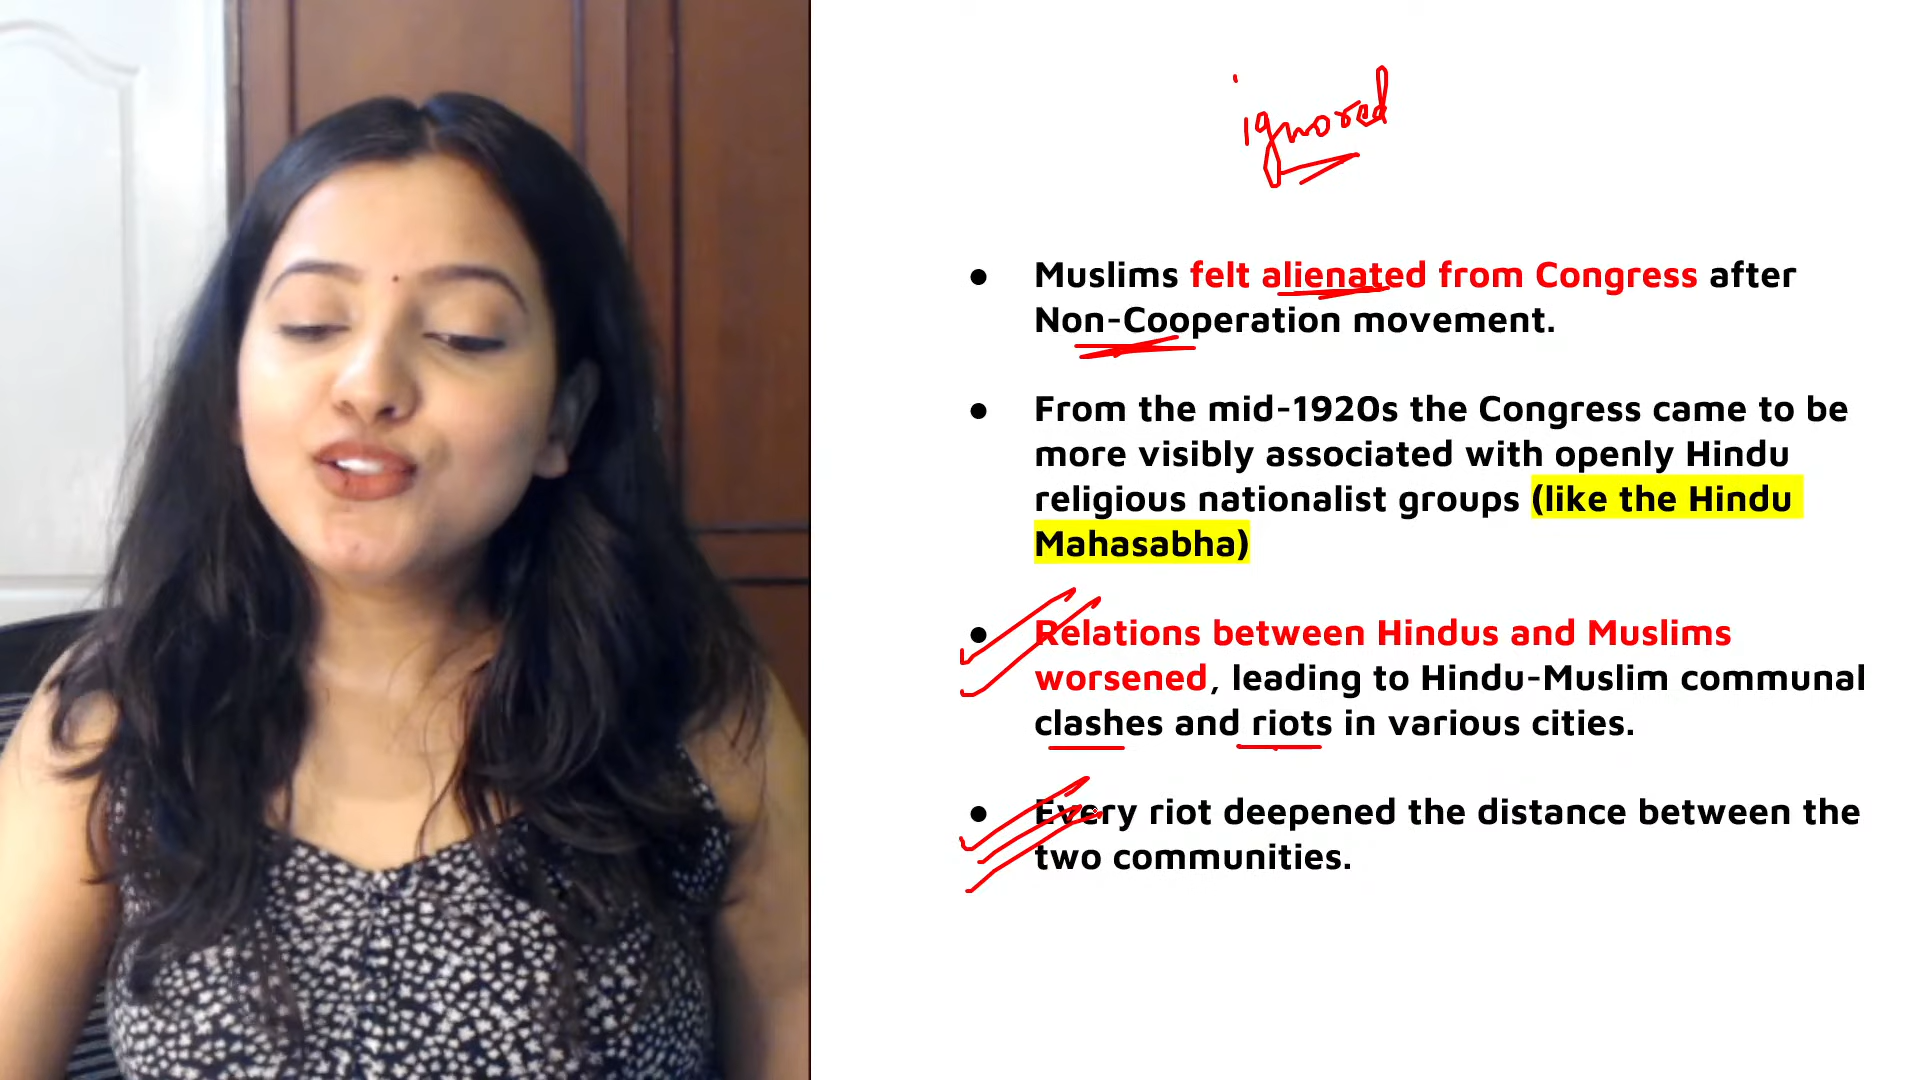 ignored
● Muslims felt alienated from Congress after
Non-Cooperation movement.
● From the mid-1920s the Congress came to be
more visibly associated with openly Hindu
religious nationalist groups (like the Hindu
Mahasabha)
● Relations between Hindus and Muslims
worsened, leading to Hindu-Muslim communal
clashes and riots in various cities.
● Every riot deepened the distance between the
two communities.